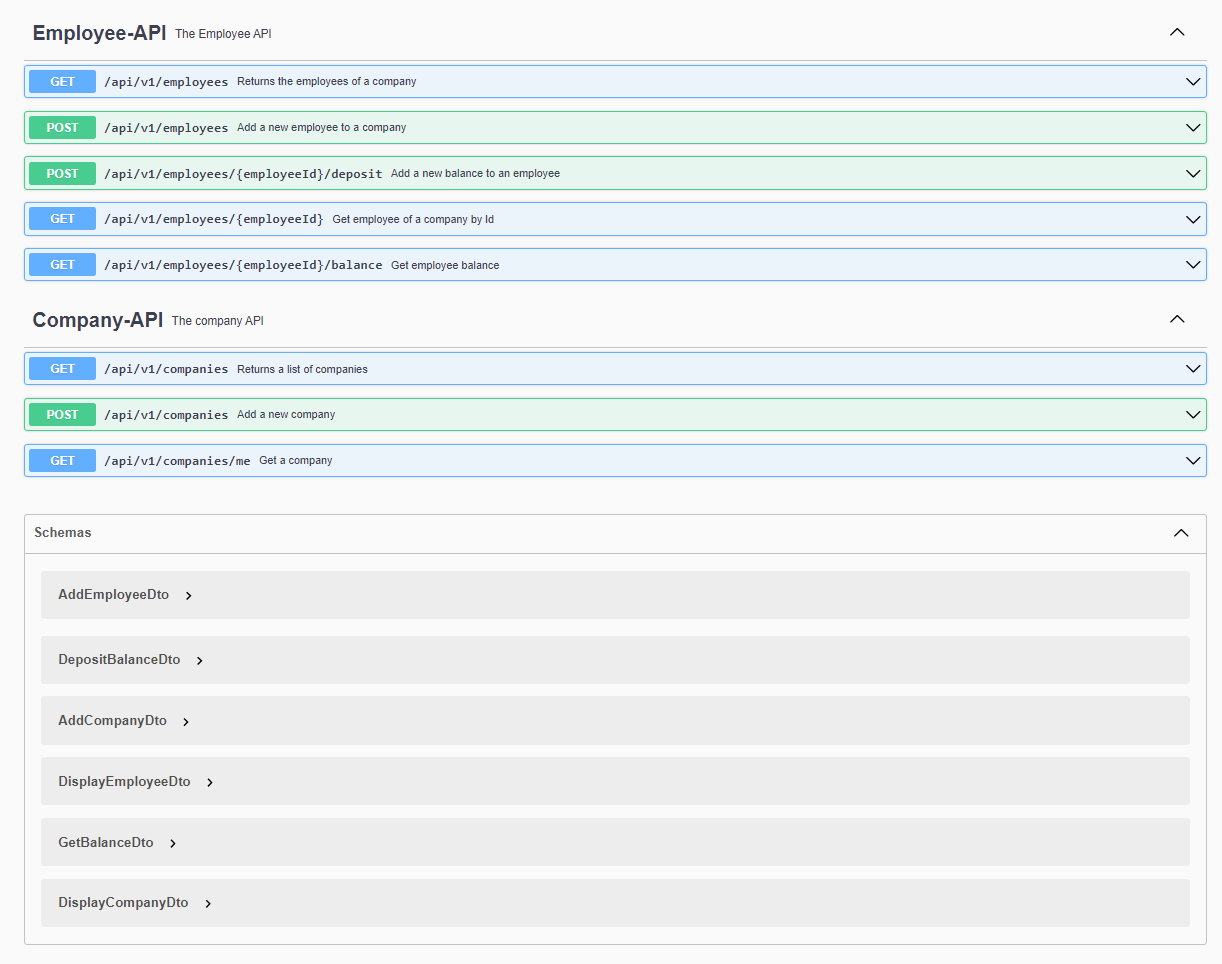 Employee-API The Employee API
GET /api/v1/employees Returns the employees of a company
POST /api/v1/employees Add a new employee to a company
POST /api/v1/employees/{employeeId}/deposit Add a new balance to an employee
GET /api/v1/employees/{employeeId} Get employee of a company by Id
GET /api/v1/employees/{employeeId}/balance Get employee balance
Company-API The company API
GET /api/v1/companies Returns a list of companies
POST /api/v1/companies Add a new company
GET /api/v1/companies/me Get a company
Schemas
AddEmployeeDto
DepositBalanceDto
AddCompanyDto
DisplayEmployeeDto
GetBalanceDto
DisplayCompanyDto